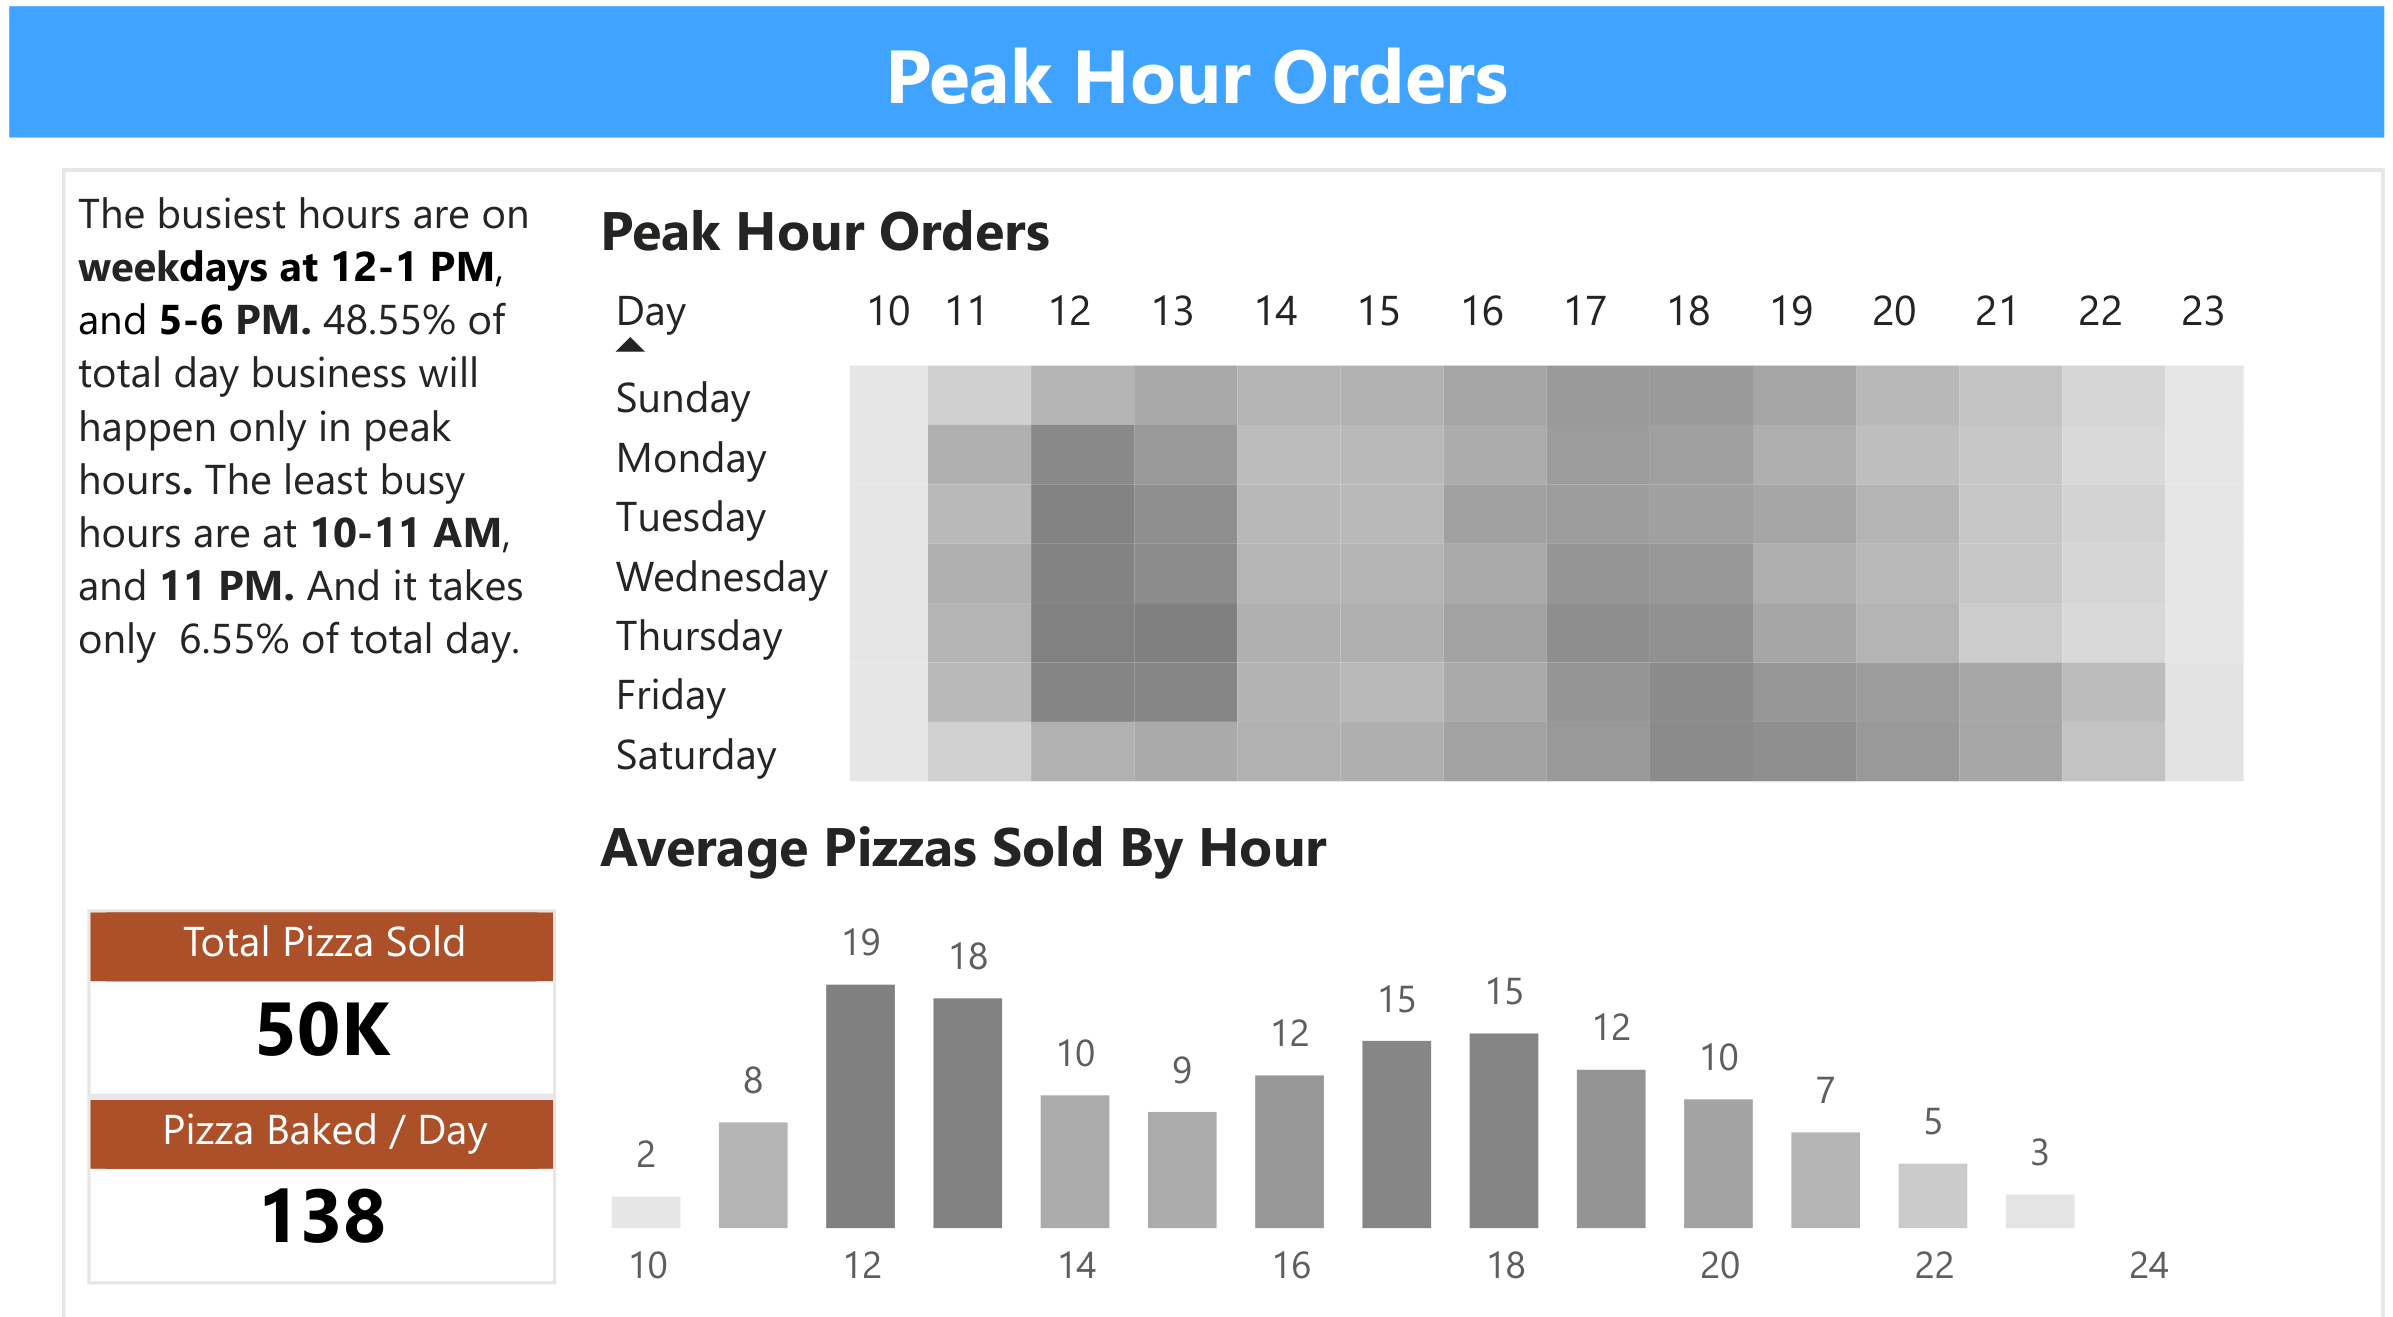 Peak Hour Orders
The busiest hours are on
weekdays at 12-1 PM,
and 5-6 PM. 48.55% of
total day business will
happen only in peak
hours. The least busy
hours are at 10-11 AM,
and 11 PM. And it takes
only  6.55% of total day.
Total Pizza Sold
50K
Pizza Baked / Day
138
Peak Hour Orders
Day 10 11 12 13 14 15 16 17 18 19 20 21 22 23
Sunday
Monday
Tuesday
Wednesday
Thursday
Friday
Saturday
Average Pizzas Sold By Hour
2 8 19 18 10 9 12 15 15 12 10 7 5 3
10 12 14 16 18 20 22 24